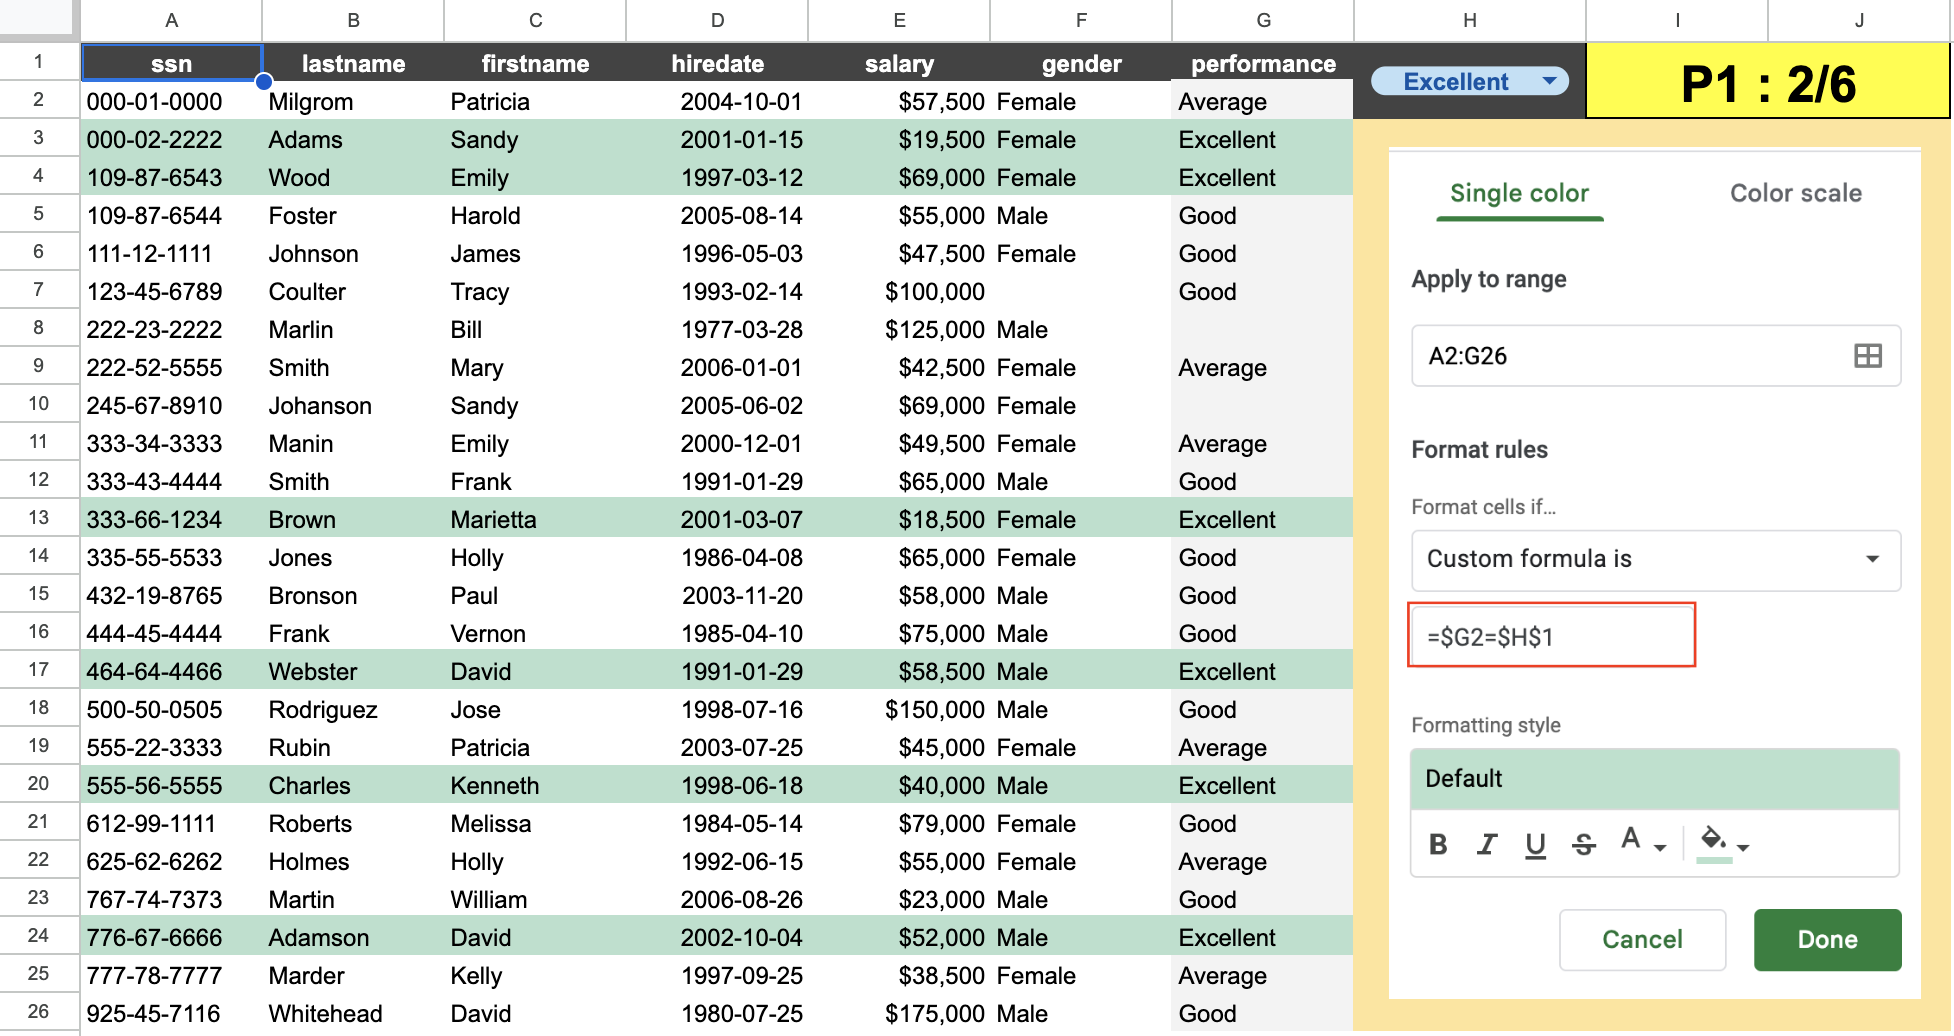 A B C D E F G H I J
1 ssn lastname firstname hiredate salary gender performance Excellent P1 : 2/6
2 000-01-0000 Milgrom Patricia 2004-10-01 $57,500 Female Average
3 000-02-2222 Adams Sandy 2001-01-15 $19,500 Female Excellent
4 109-87-6543 Wood Emily 1997-03-12 $69,000 Female Excellent
5 109-87-6544 Foster Harold 2005-08-14 $55,000 Male Good
6 111-12-1111 Johnson James 1996-05-03 $47,500 Female Good
7 123-45-6789 Coulter Tracy 1993-02-14 $100,000 Good
8 222-23-2222 Marlin Bill 1977-03-28 $125,000 Male
9 222-52-5555 Smith Mary 2006-01-01 $42,500 Female Average
10 245-67-8910 Johanson Sandy 2005-06-02 $69,000 Female
11 333-34-3333 Manin Emily 2000-12-01 $49,500 Female Average
12 333-43-4444 Smith Frank 1991-01-29 $65,000 Male Good
13 333-66-1234 Brown Marietta 2001-03-07 $18,500 Female Excellent
14 335-55-5533 Jones Holly 1986-04-08 $65,000 Female Good
15 432-19-8765 Bronson Paul 2003-11-20 $58,000 Male Good
16 444-45-4444 Frank Vernon 1985-04-10 $75,000 Male Good
17 464-64-4466 Webster David 1991-01-29 $58,500 Male Excellent
18 500-50-0505 Rodriguez Jose 1998-07-16 $150,000 Male Good
19 555-22-3333 Rubin Patricia 2003-07-25 $45,000 Female Average
20 555-56-5555 Charles Kenneth 1998-06-18 $40,000 Male Excellent
21 612-99-1111 Roberts Melissa 1984-05-14 $79,000 Female Good
22 625-62-6262 Holmes Holly 1992-06-15 $55,000 Female Average
23 767-74-7373 Martin William 2006-08-26 $23,000 Male Good
24 776-67-6666 Adamson David 2002-10-04 $52,000 Male Excellent
25 777-78-7777 Marder Kelly 1997-09-25 $38,500 Female Average
26 925-45-7116 Whitehead David 1980-07-25 $175,000 Male Good
Single color Color scale
Apply to range
A2:G26
Format rules
Format cells if…
Custom formula is
=$G2=$H$1
Formatting style
Default
B I U S A
Cancel Done